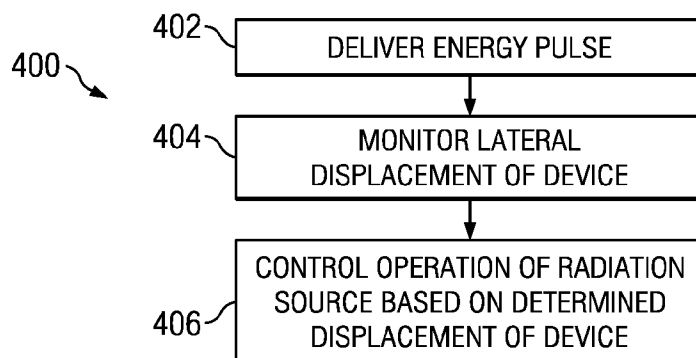 402
DELIVER ENERGY PULSE
400
404
MONITOR LATERAL
DISPLACEMENT OF DEVICE
CONTROL OPERATION OF RADIATION
SOURCE BASED ON DETERMINED
406
DISPLACEMENT OF DEVICE